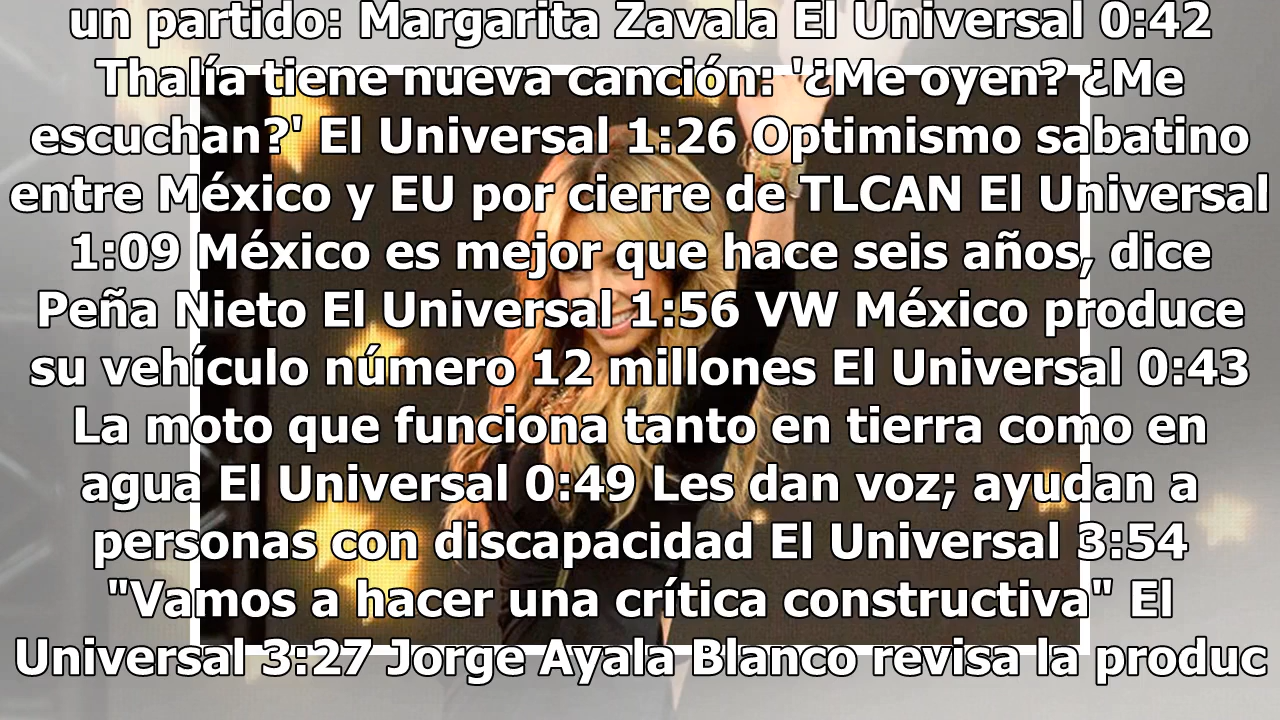 un partido: Margarita Zavala El Universal 0:42
Thalía tiene nueva canción: '¿Me oyen? ¿Me
escuchan?' El Universal 1:26 Optimismo sabatino
entre México y EU por cierre de TLCAN El Universal
1:09 México es mejor que hace seis años, dice
Peña Nieto El Universal 1:56 VW México produce
su vehículo número 12 millones El Universal 0:43
La moto que funciona tanto en tierra como en
agua El Universal 0:49 Les dan voz; ayudan a
personas con discapacidad El Universal 3:54
"Vamos a hacer una crítica constructiva" El
Universal 3:27 Jorge Ayala Blanco revisa la produc